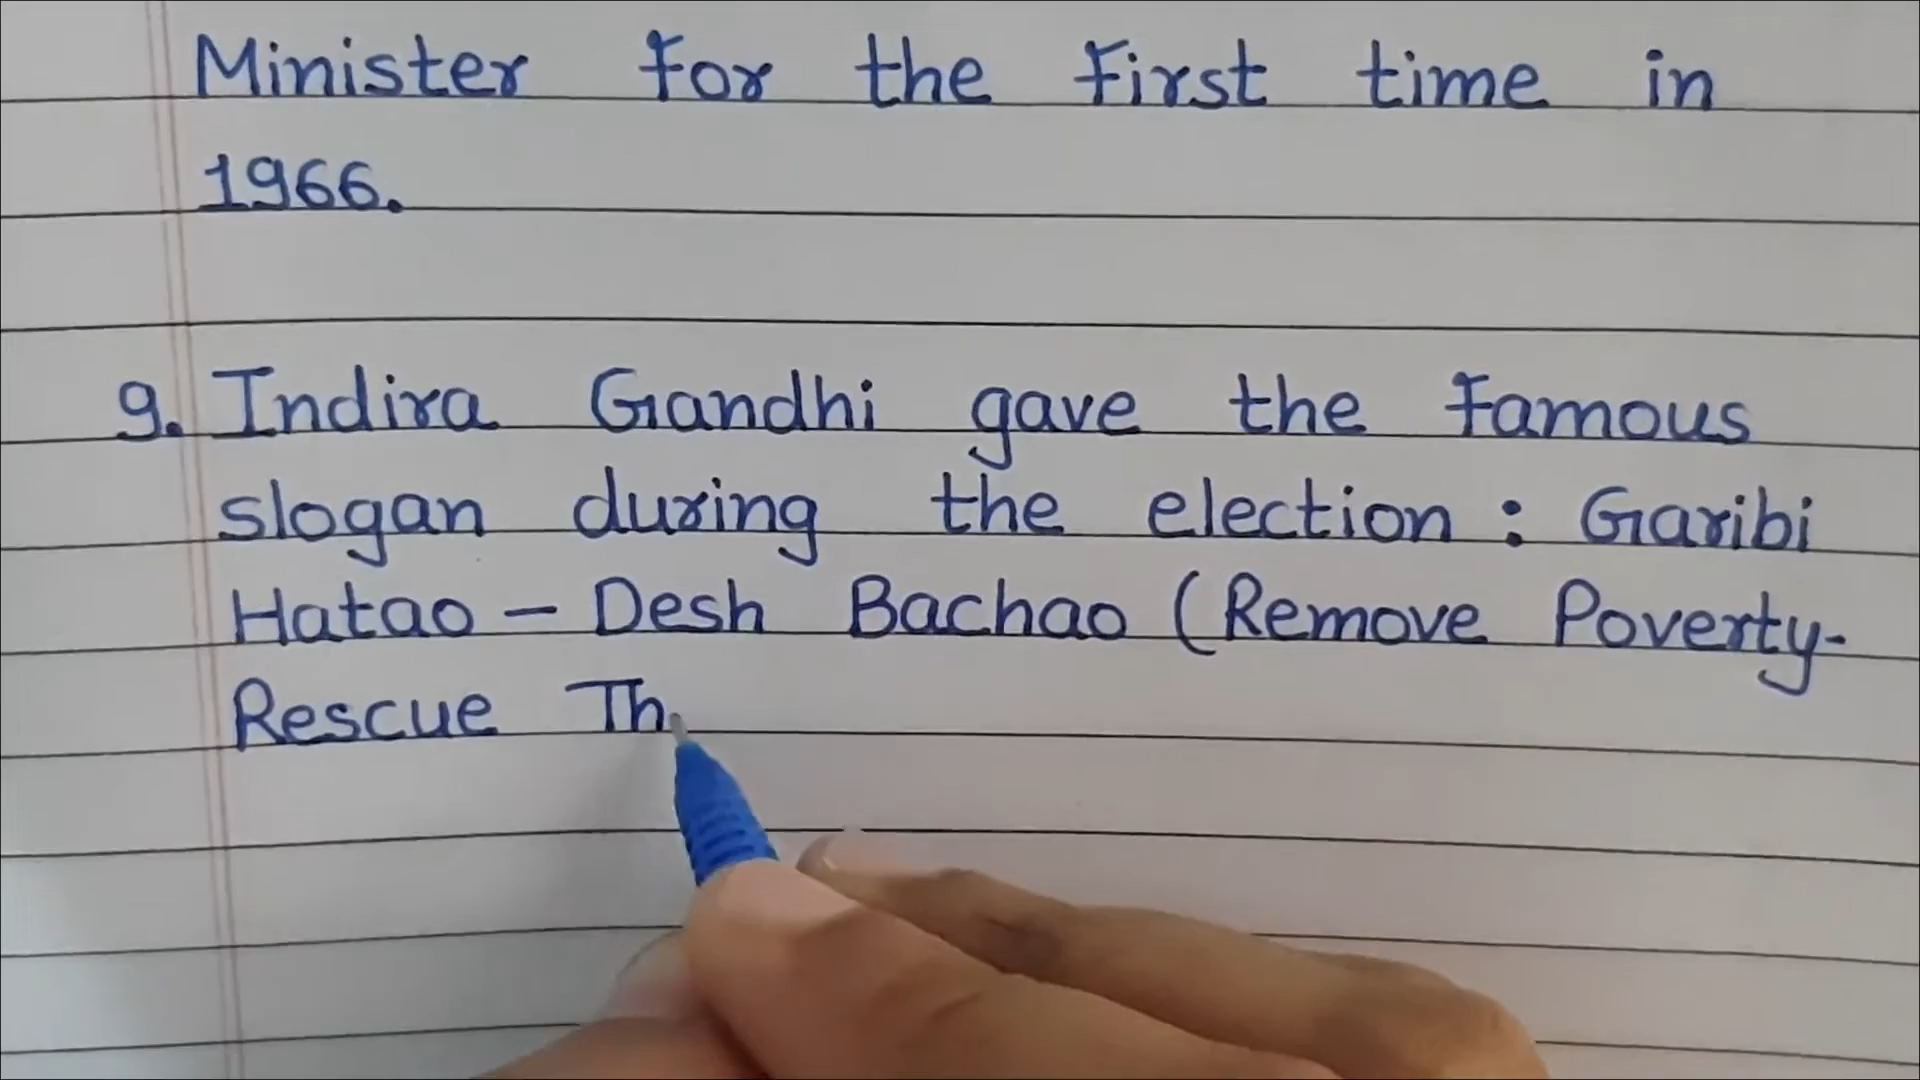 Minister for the first time in
1966.
9. Indira Gandhi gave the famous
slogan during the election : Garibi
Hatao - Desh Bachao (Remove Poverty-
Rescue Th